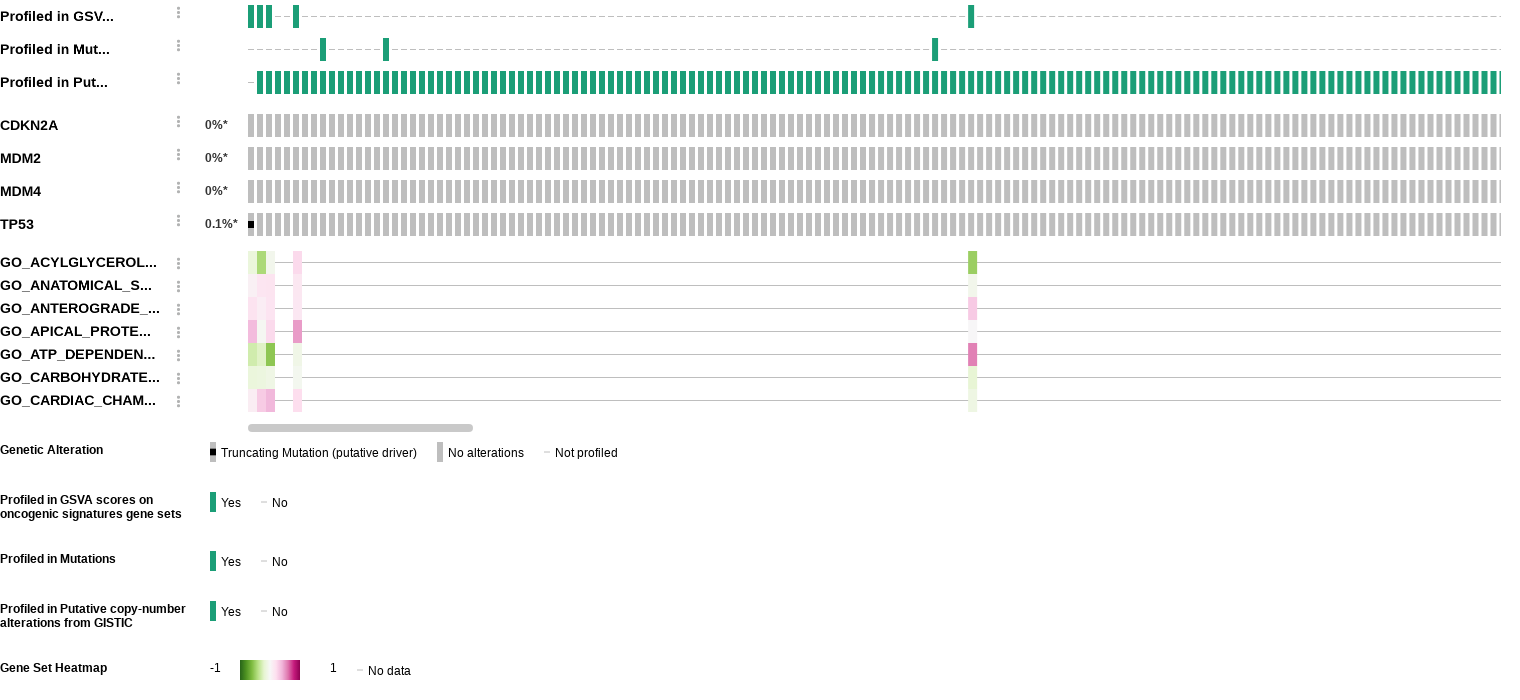 Profiled in GSV...
Profiled in Mut...
Profiled in Put...
CDKN2A 0%*
MDM2 0%*
MDM4 0%*
TP53 0.1%*
GO_ACYLGLYCEROL...
GO_ANATOMICAL_S...
GO_ANTEROGRADE_...
GO_APICAL_PROTE...
GO_ATP_DEPENDEN...
GO_CARBOHYDRATE...
GO_CARDIAC_CHAM...
Genetic Alteration Truncating Mutation (putative driver) No alterations Not profiled
Profiled in GSVA scores on
oncogenic signatures gene sets Yes No
Profiled in Mutations Yes No
Profiled in Putative copy-number
alterations from GISTIC Yes No
Gene Set Heatmap -1 1 No data